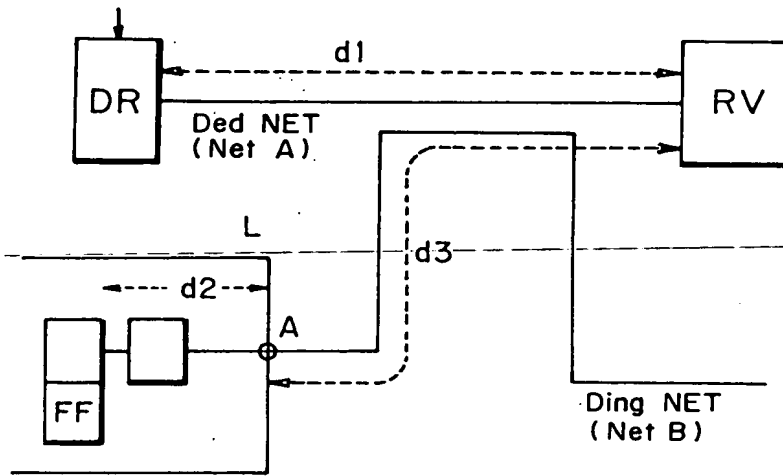 d1
DR
RV
Ded NET
(Net A)
L
d3
d2
A
FF
Ding NET
(Net B)